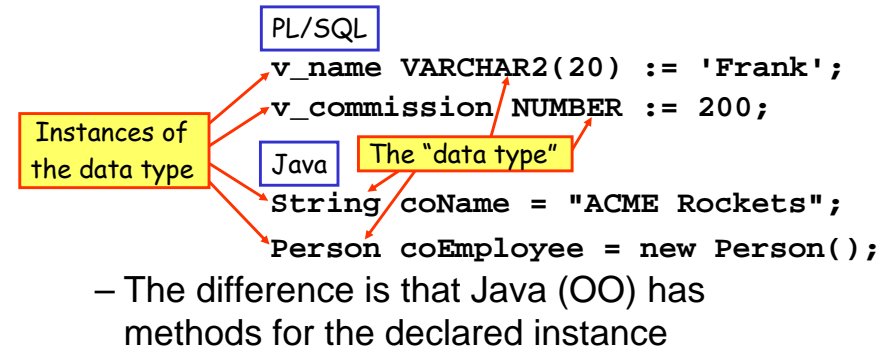 PL/SQL
v_name VARCHAR2(20) := 'Frank';
v_commission NUMBER := 200;
Instances of
the data type
The “data type”
Java
String coName = "ACME Rockets";
Person coEmployee = new Person();
– The difference is that Java (OO) has
methods for the declared instance